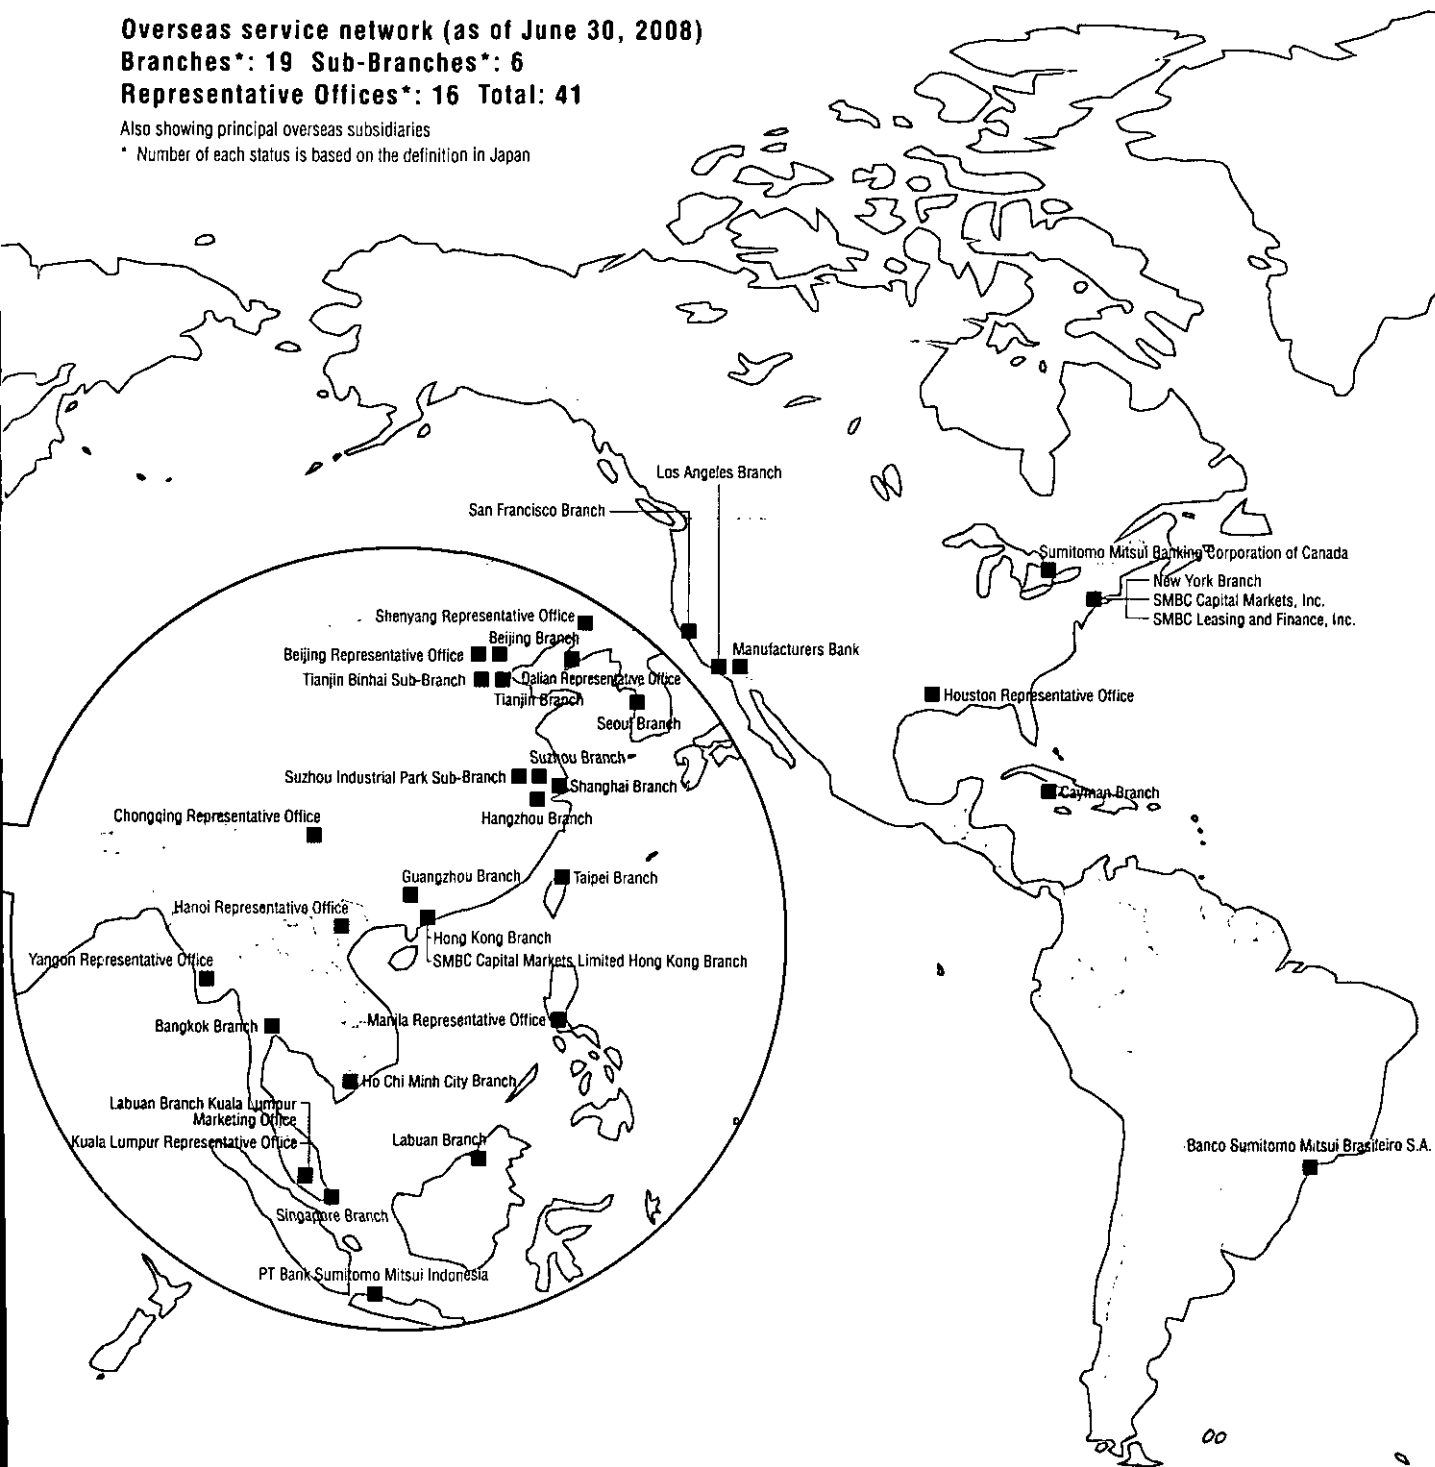 Overseas service network (as of June 30, 2008)
Branches*: 19 Sub-Branches*: 6
Representative Offices*: 16 Total: 41
Also showing principal overseas subsidiaries
* Number of each status is based on the definition in Japan
Los Angeles Branch
San Francisco Branch
Sumitomo Mitsui Banking Corporation of Canada
New York Branch
SMBC Capital Markets, Inc.
SMBC Leasing and Finance, Inc.
Shenyang Representative Office
Beijing Branch
Manufacturers Bank
Beijing Representative Office
Tianjin Binhai Sub-Branch
Dalian Representative Office
Tianjin Branch
Houston Representative Office
Seoul Branch
Suzhou Branch
Suzhou Industrial Park Sub-Branch
Shanghai Branch
Cayman Branch
Chongqing Representative Office
Hangzhou Branch
Guangzhou Branch
Taipei Branch
Hanoi Representative Office
Hong Kong Branch
Yangon Representative Office
SMBC Capital Markets Limited Hong Kong Branch
Bangkok Branch
Manila Representative Office
Ho Chi Minh City Branch
Labuan Branch Kuala Lumpur
Marketing Office
Kuala Lumpur Representative Office
Labuan Branch
Banco Sumitomo Mitsui Brasileiro S.A.
Singapore Branch
PT Bank Sumitomo Mitsui Indonesia